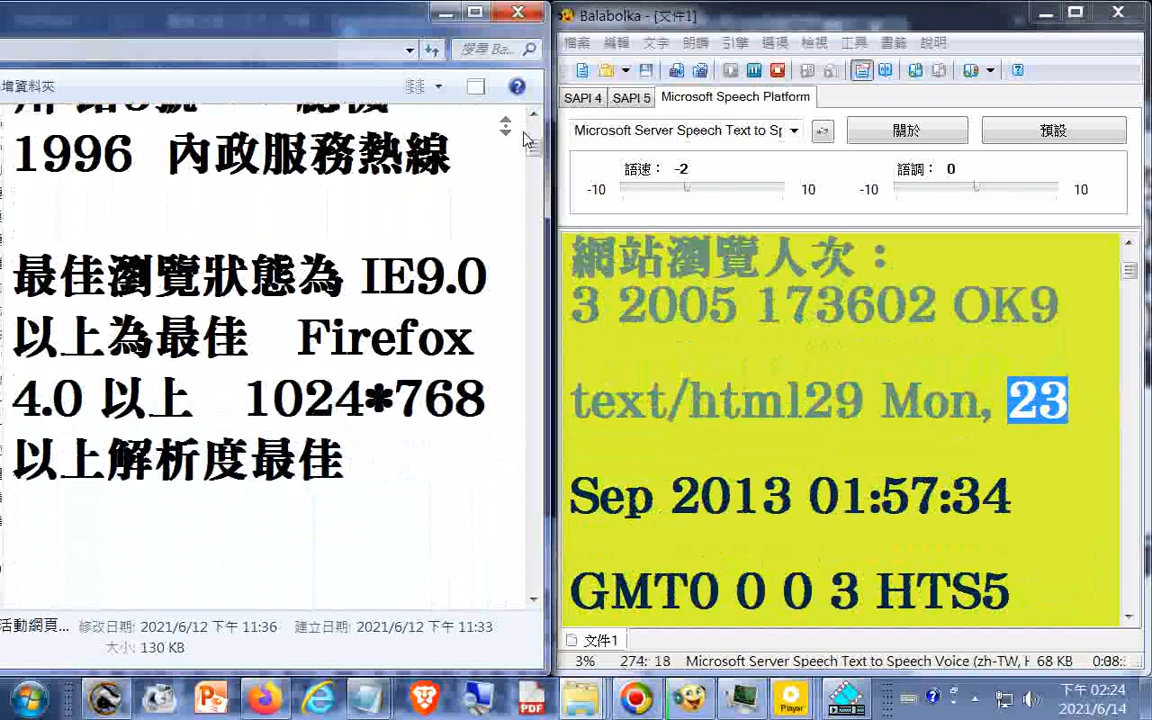 搜尋 Ba...
增資料夾
1996 內政服務熱線
最佳瀏覽狀態為 IE9.0
以上為最佳 Firefox
4.0 以上 1024*768
以上解析度最佳
活動網頁... 修改日期: 2021/6/12 下午 11:36 建立日期: 2021/6/12 下午 11:33
大小: 130 KB
Balabolka - [文件1]
檔案 編輯 文字 朗讀 引擎 選項 檢視 工具 書籤 說明
SAPI 4 SAPI 5 Microsoft Speech Platform
Microsoft Server Speech Text to Sp 關於 預設
語速： -2 語調： 0
-10 10 -10 10
網站瀏覽人次：
3 2005 173602 OK9
text/html29 Mon, 23
Sep 2013 01:57:34
GMT0 0 0 3 HTS5
文件1
3% 274: 18 Microsoft Server Speech Text to Speech Voice (zh-TW, H 68 KB
PDF
Player
下午 02:24
2021/6/14